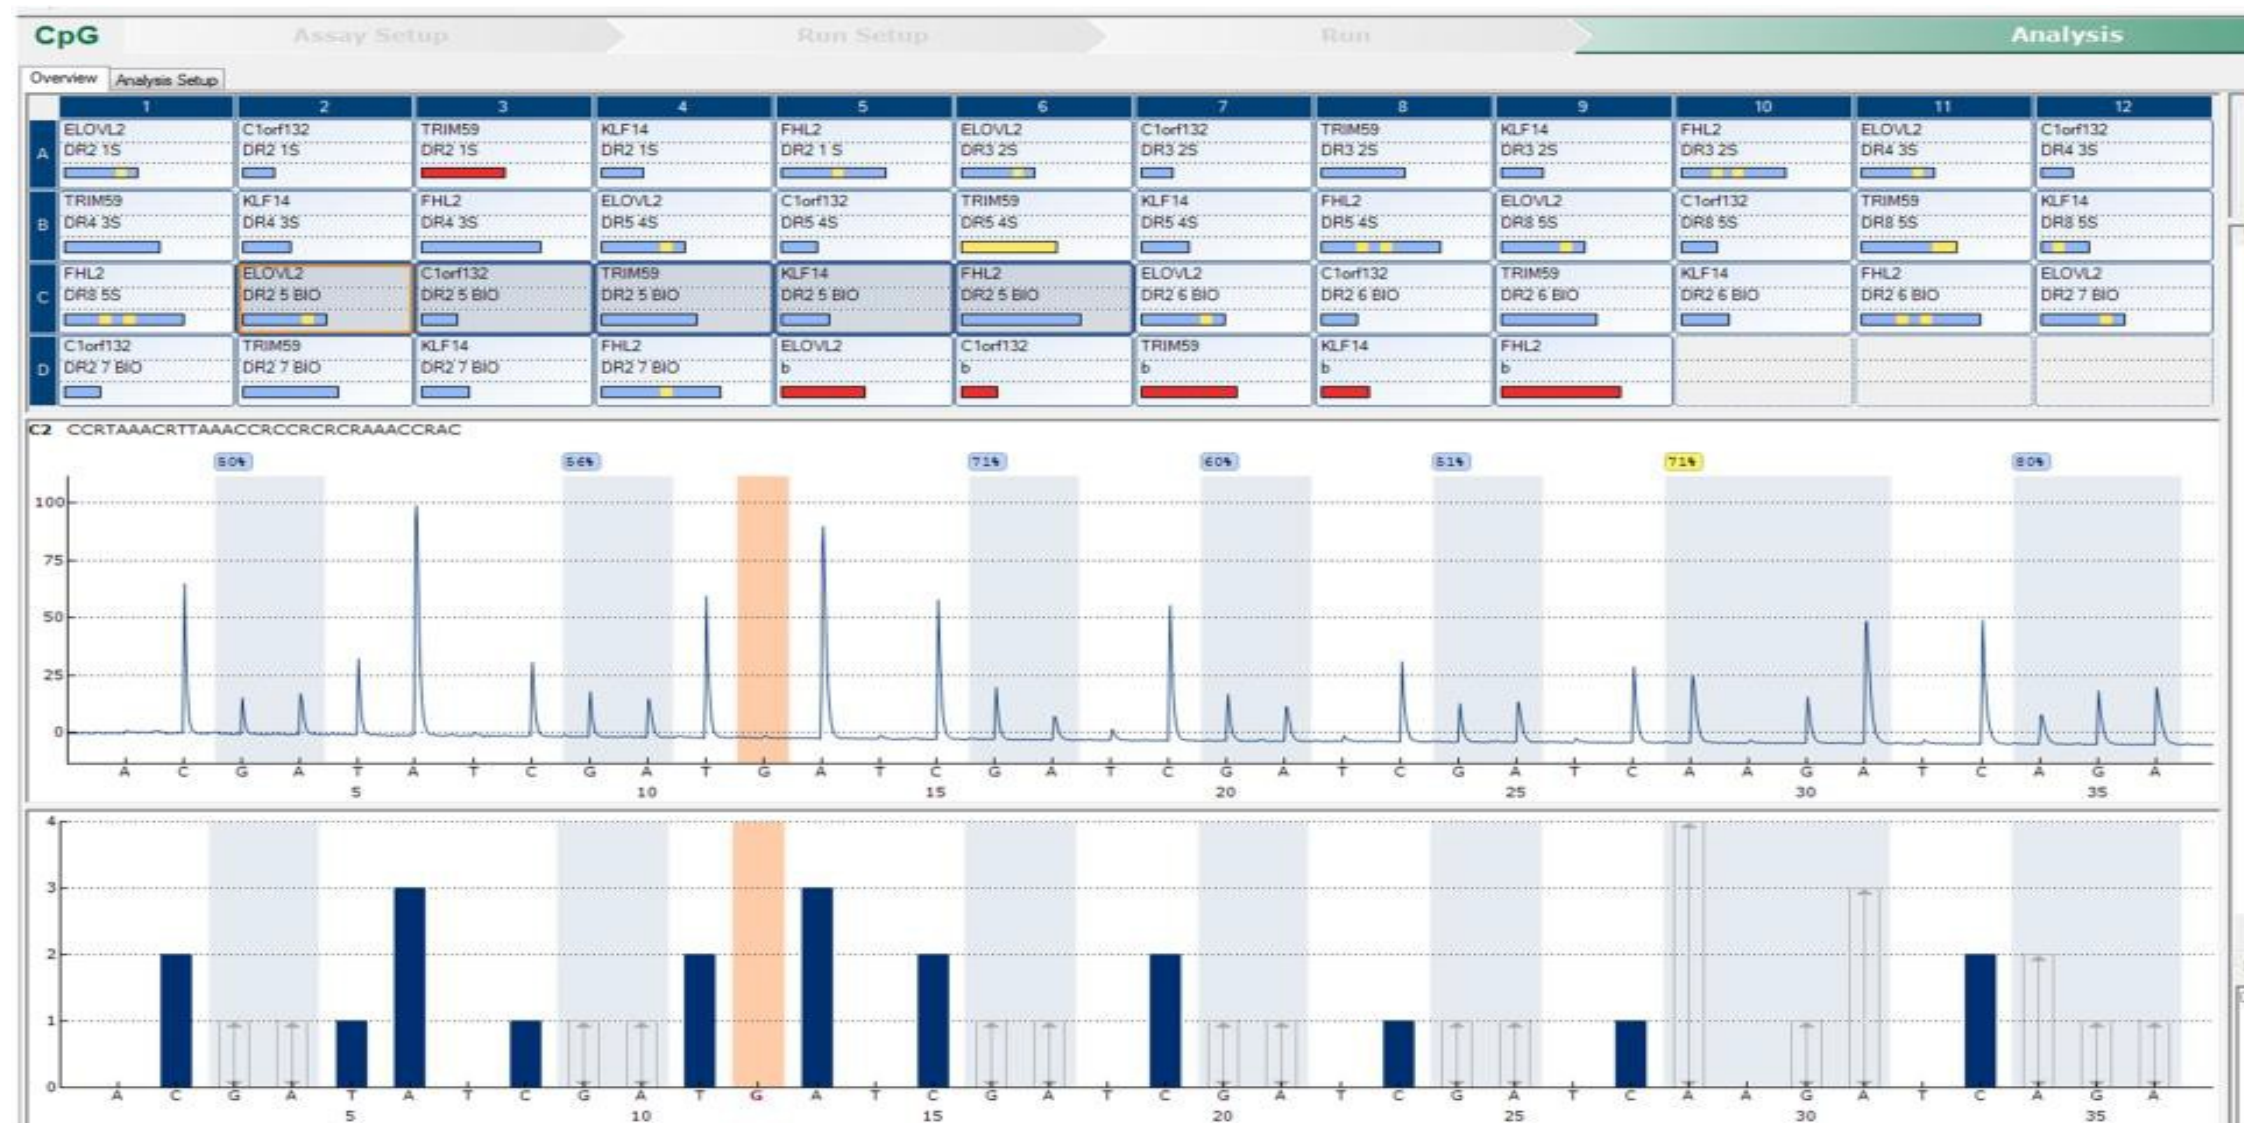 CpG Assay Setup Run Setup Run Analysis
Overview Analysis Setup
1 2 3 4 5 6 7 8 9 10 11 12
ELOVL2 C1orf132 TRIM59 KLF14 FHL2 ELOVL2 C1orf132 TRIM59 KLF14 FHL2 ELOVL2 C1orf132
A DR2 1S DR2 1S DR2 1S DR2 1S DR2 1 S DR3 2S DR3 2S DR3 2S DR3 2S DR3 2S DR4 3S DR4 3S
TRIM59 KLF14 FHL2 ELOVL2 C1orf132 TRIM59 KLF14 FHL2 ELOVL2 C1orf132 TRIM59 KLF14
B DR4 3S DR4 3S DR4 3S DR5 4S DR5 4S DR5 4S DR5 4S DR5 4S DR8 5S DR8 5S DR8 5S DR8 5S
FHL2 ELOVL2 C1orf132 TRIM59 KLF14 FHL2 ELOVL2 C1orf132 TRIM59 KLF14 FHL2 ELOVL2
C DR8 5S DR2 5 BIO DR2 5 BIO DR2 5 BIO DR2 5 BIO DR2 5 BIO DR2 6 BIO DR2 6 BIO DR2 6 BIO DR2 6 BIO DR2 6 BIO DR2 7 BIO
C1orf132 TRIM59 KLF14 FHL2 ELOVL2 C1orf132 TRIM59 KLF14 FHL2
D DR2 7 BIO DR2 7 BIO DR2 7 BIO DR2 7 BIO b b b b b
C2 CCRTAAACRTTAAACCRCCRCRCRAAACCRAC
50% 56% 71% 60% 51% 71% 80%
100
75
50
25
0
A C G A T A T C G A T G A T C G A T C G A T C G A T C A A G A T C A G A
5 10 15 20 25 30 35
4
3
2
1
0
A C G A T A T C G A T G A T C G A T C G A T C G A T C A A G A T C A G A
5 10 15 20 25 30 35